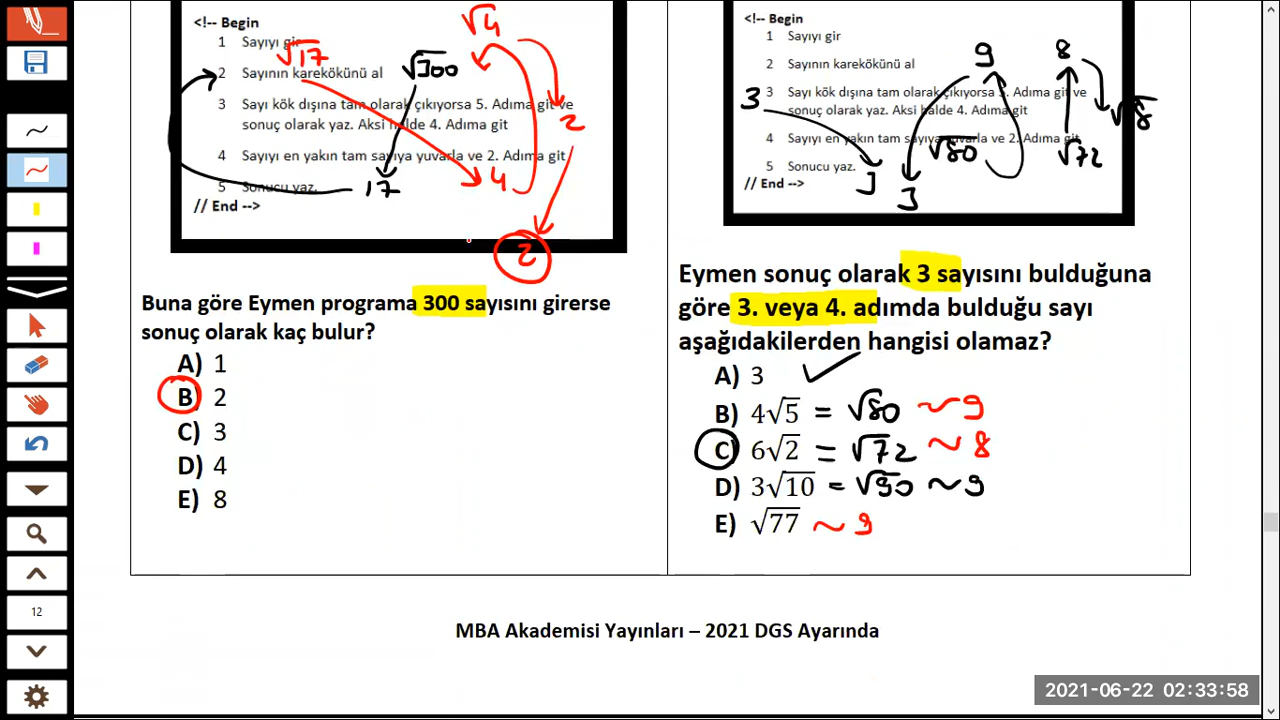 <!-- Begin
1 Sayıyı gir
2 Sayının karekökünü al
3 Sayı kök dışına tam olarak çıkıyorsa 5. Adıma git ve
sonuç olarak yaz. Aksi halde 4. Adıma git
4 Sayıyı en yakın tam sayıya yuvarla ve 2. Adıma git
5 Sonucu yaz.
// End -->
√17
√300
√4
2
4
17
2
Buna göre Eymen programa 300 sayısını girerse
sonuç olarak kaç bulur?
A) 1
B) 2
C) 3
D) 4
E) 8
<!-- Begin
1 Sayıyı gir
2 Sayının karekökünü al
3 Sayı kök dışına tam olarak çıkıyorsa 5. Adıma git ve
sonuç olarak yaz. Aksi halde 4. Adıma git
4 Sayıyı en yakın tam sayıya yuvarla ve 2. Adıma git
5 Sonucu yaz.
// End -->
9 8
3
√8
√80 √72
3
3
Eymen sonuç olarak 3 sayısını bulduğuna
göre 3. veya 4. adımda bulduğu sayı
aşağıdakilerden hangisi olamaz?
A) 3
B) 4√5 = √80 ~9
C) 6√2 = √72 ~8
D) 3√10 = √90 ~9
E) √77 ~9
MBA Akademisi Yayınları – 2021 DGS Ayarında
12
2021-06-22 02:33:58